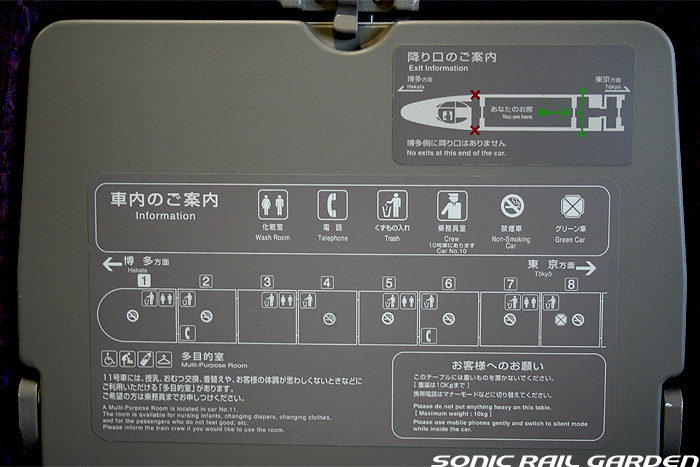 降り口のご案内
Exit Information
博多方面
Hakata
東京方面
Tōkyō
あなたのお席
You are here.
博多側に降り口はありません
No exits at this end of the car.
車内のご案内
Information
化粧室
Wash Room
電話
Telephone
くずもの入れ
Trash
乗務員室
Crew
10号車にあります
Car No.10
禁煙車
Non-Smoking
Car
グリーン車
Green Car
博多方面
Hakata
東京方面
Tōkyō
1 2 3 4 5 6 7 8
多目的室
Multi-Purpose Room
11号車には、授乳、おむつ交換、着替えや、お客様の体調が思わしくないときなどに
ご利用いただける「多目的室」があります。
ご希望の方は乗務員までお申しつけください。
A Multi-Purpose Room is located in car No.11.
The room is available for nursing infants, changing diapers, changing clothes,
and for the passengers who do not feel good, etc.
Please inform the train crew if you would like to use the room.
お客様へのお願い
このテーブルには重いものを置かないでください。
[ 重量は10Kgまで ]
携帯電話はマナーモードなどに切り替えてください。
Please do not put anything heavy on this table.
[ Maximum weight : 10kg ]
Please use mobile phones gently and switch to silent mode
while inside the car.
SONIC RAIL GARDEN